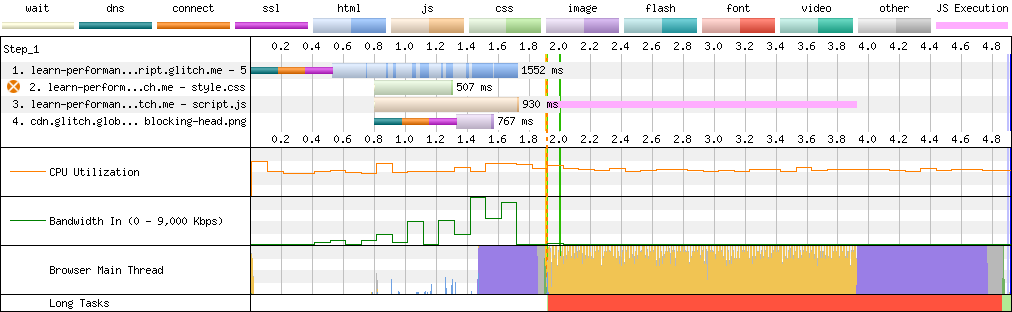 wait dns connect ssl html js css image flash font video other JS Execution
Step_1
0.2 0.4 0.6 0.8 1.0 1.2 1.4 1.6 1.8 2.0 2.2 2.4 2.6 2.8 3.0 3.2 3.4 3.6 3.8 4.0 4.2 4.4 4.6 4.8
1. learn-performan...ript.glitch.me - 5 1552 ms
2. learn-perform...ch.me - style.css 507 ms
3. learn-performan...tch.me - script.js 930 ms
4. cdn.glitch.glob... blocking-head.png 767 ms
0.2 0.4 0.6 0.8 1.0 1.2 1.4 1.6 1.8 2.0 2.2 2.4 2.6 2.8 3.0 3.2 3.4 3.6 3.8 4.0 4.2 4.4 4.6 4.8
CPU Utilization
Bandwidth In (0 - 9,000 Kbps)
Browser Main Thread
Long Tasks